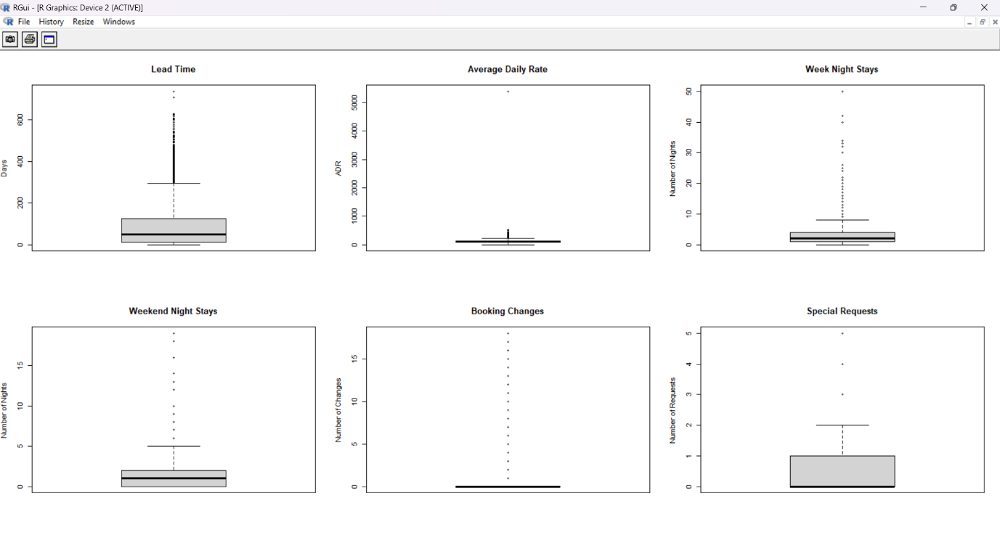 RGui - [R Graphics: Device 2 (ACTIVE)]
File History Resize Windows
Lead Time
Days
0 200 400 600
Average Daily Rate
ADR
0 1000 2000 3000 4000 5000
Week Night Stays
Number of Nights
0 10 20 30 40 50
Weekend Night Stays
Number of Nights
0 5 10 15
Booking Changes
Number of Changes
0 5 10 15
Special Requests
Number of Requests
0 1 2 3 4 5